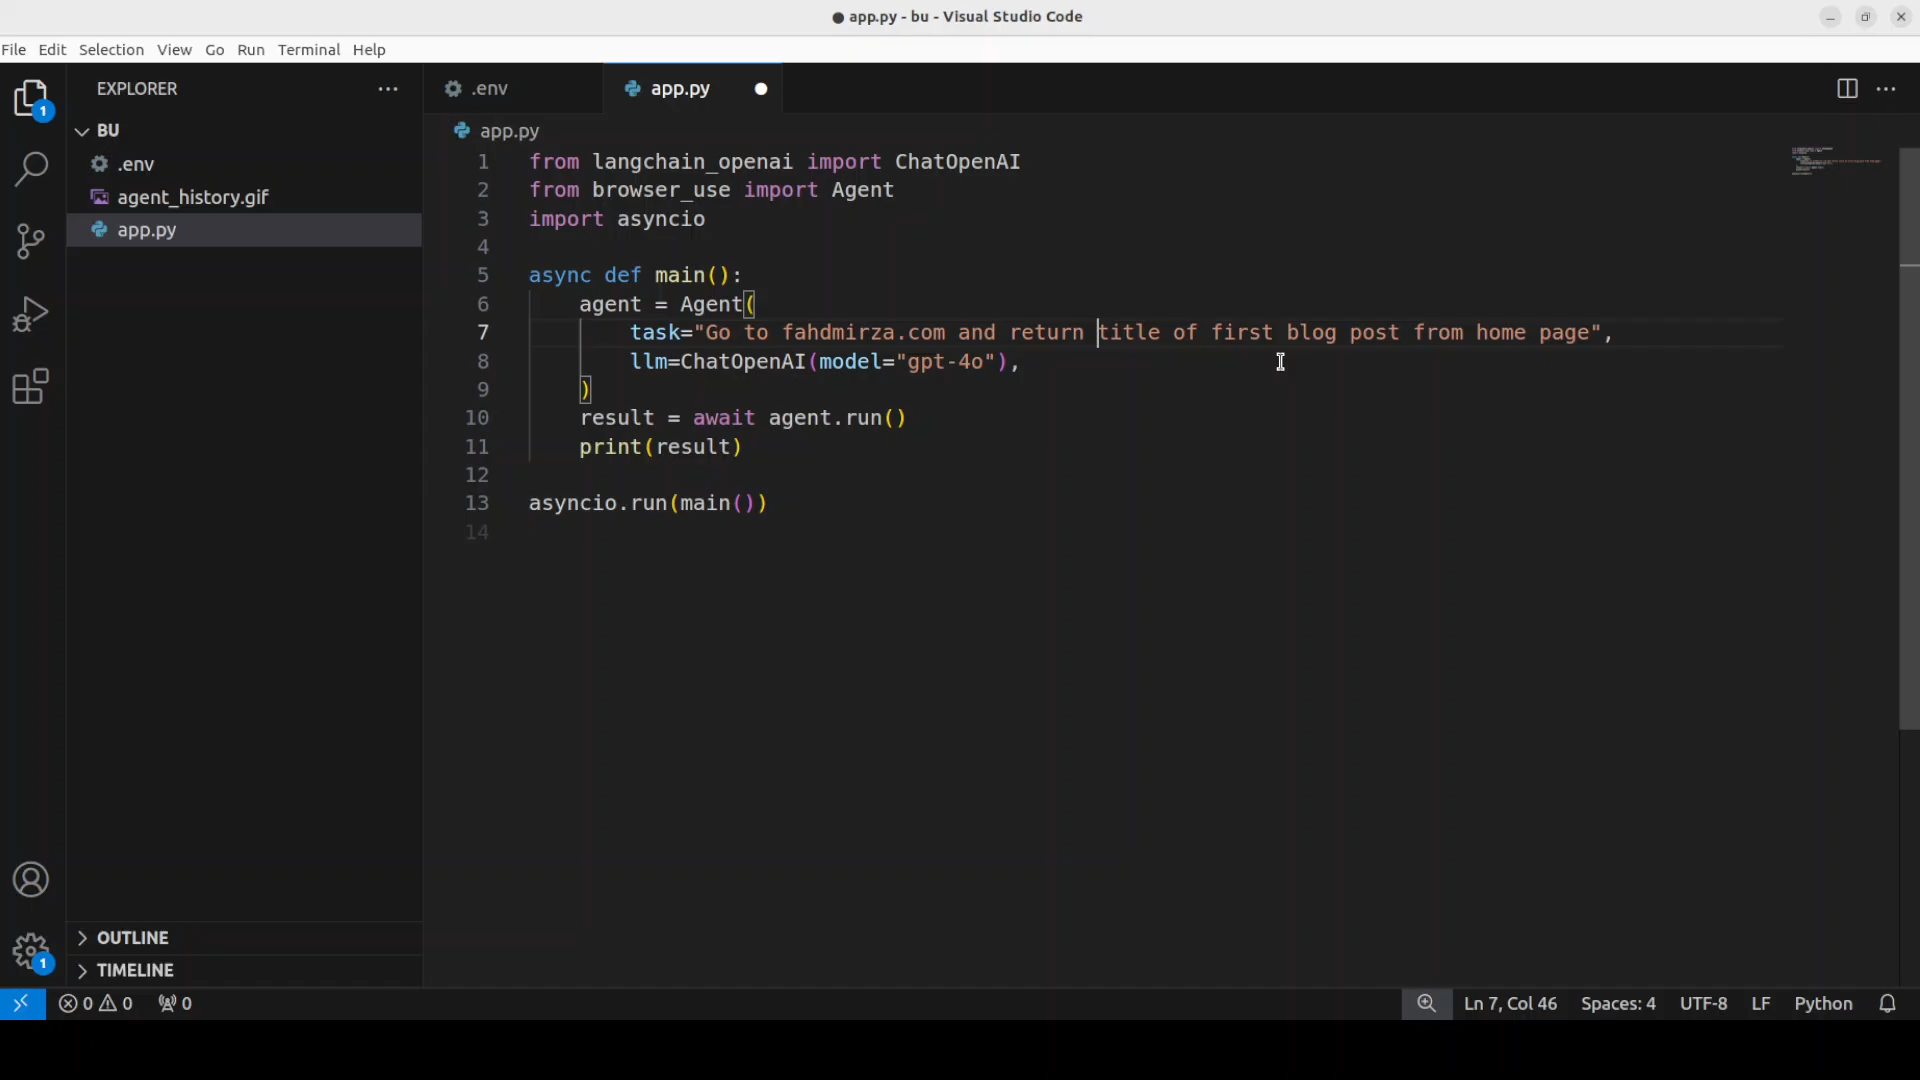 ● app.py - bu - Visual Studio Code
File Edit Selection View Go Run Terminal Help
EXPLORER
.env
app.py
1
BU
.env
agent_history.gif
app.py
app.py
1 from langchain_openai import ChatOpenAI
2 from browser_use import Agent
3 import asyncio
4
5 async def main():
6 agent = Agent(
7 task="Go to fahdmirza.com and return title of first blog post from home page",
8 llm=ChatOpenAI(model="gpt-4o"),
9 )
10 result = await agent.run()
11 print(result)
12
13 asyncio.run(main())
14
OUTLINE
1
TIMELINE
0 0 0 Ln 7, Col 46 Spaces: 4 UTF-8 LF Python